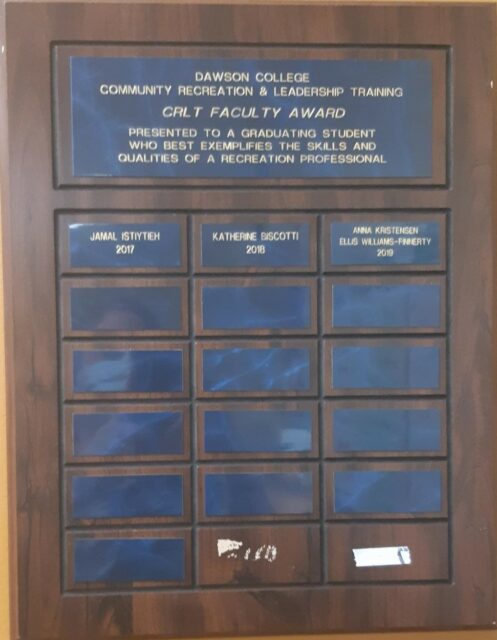 DAWSON COLLEGE
COMMUNITY RECREATION & LEADERSHIP TRAINING
CRLT FACULTY AWARD
PRESENTED TO A GRADUATING STUDENT
WHO BEST EXEMPLIFIES THE SKILLS AND
QUALITIES OF A RECREATION PROFESSIONAL
JAMAL ISTIYTIEH
2017
KATHERINE BISCOTTI
2018
ANNA KRISTENSEN
ELLIS WILLIAMS-FINHERTY
2019